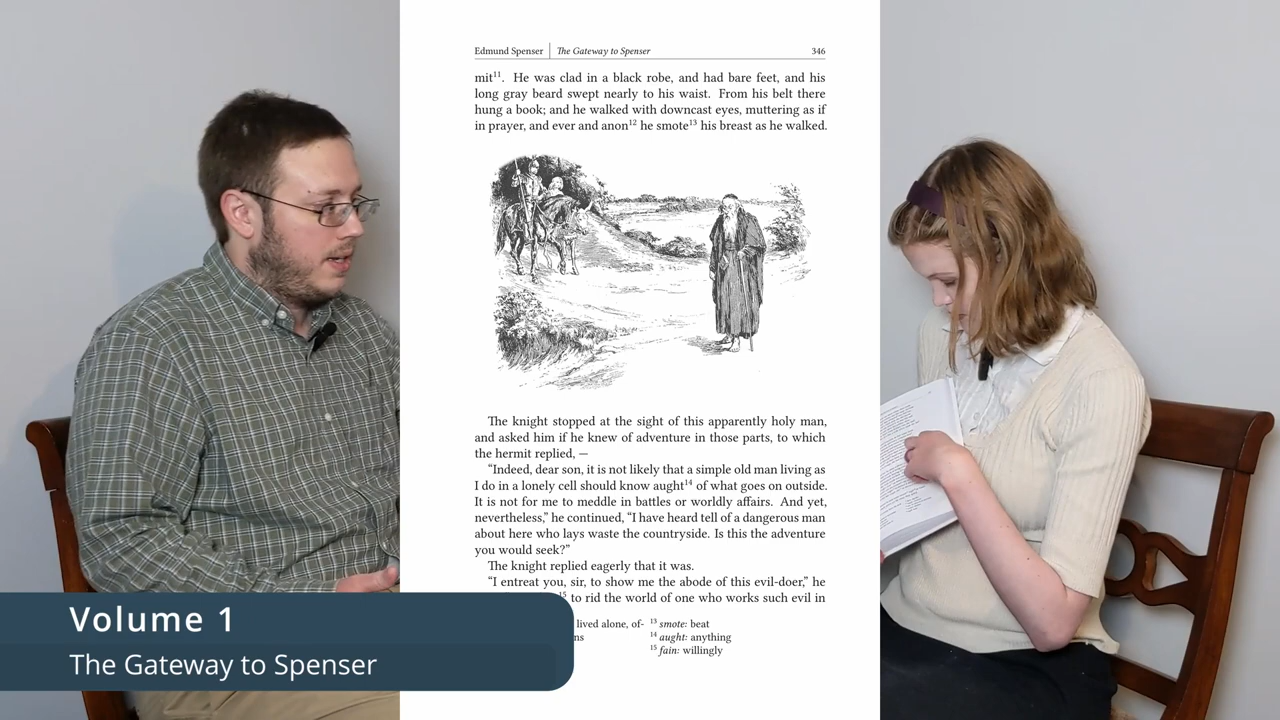 Edmund Spenser The Gateway to Spenser 346
mit¹¹. He was clad in a black robe, and had bare feet, and his
long gray beard swept nearly to his waist. From his belt there
hung a book; and he walked with downcast eyes, muttering as if
in prayer, and ever and anon¹² he smote¹³ his breast as he walked.
The knight stopped at the sight of this apparently holy man,
and asked him if he knew of adventure in those parts, to which
the hermit replied, —
“Indeed, dear son, it is not likely that a simple old man living as
I do in a lonely cell should know aught¹⁴ of what goes on outside.
It is not for me to meddle in battles or worldly affairs. And yet,
nevertheless,” he continued, “I have heard tell of a dangerous man
about here who lays waste the countryside. Is this the adventure
you would seek?”
The knight replied eagerly that it was.
“I entreat you, sir, to show me the abode of this evil-doer,” he
¹⁵ to rid the world of one who works such evil in
lived alone, of-
ns
¹³ smote: beat
¹⁴ aught: anything
¹⁵ fain: willingly
Volume 1
The Gateway to Spenser